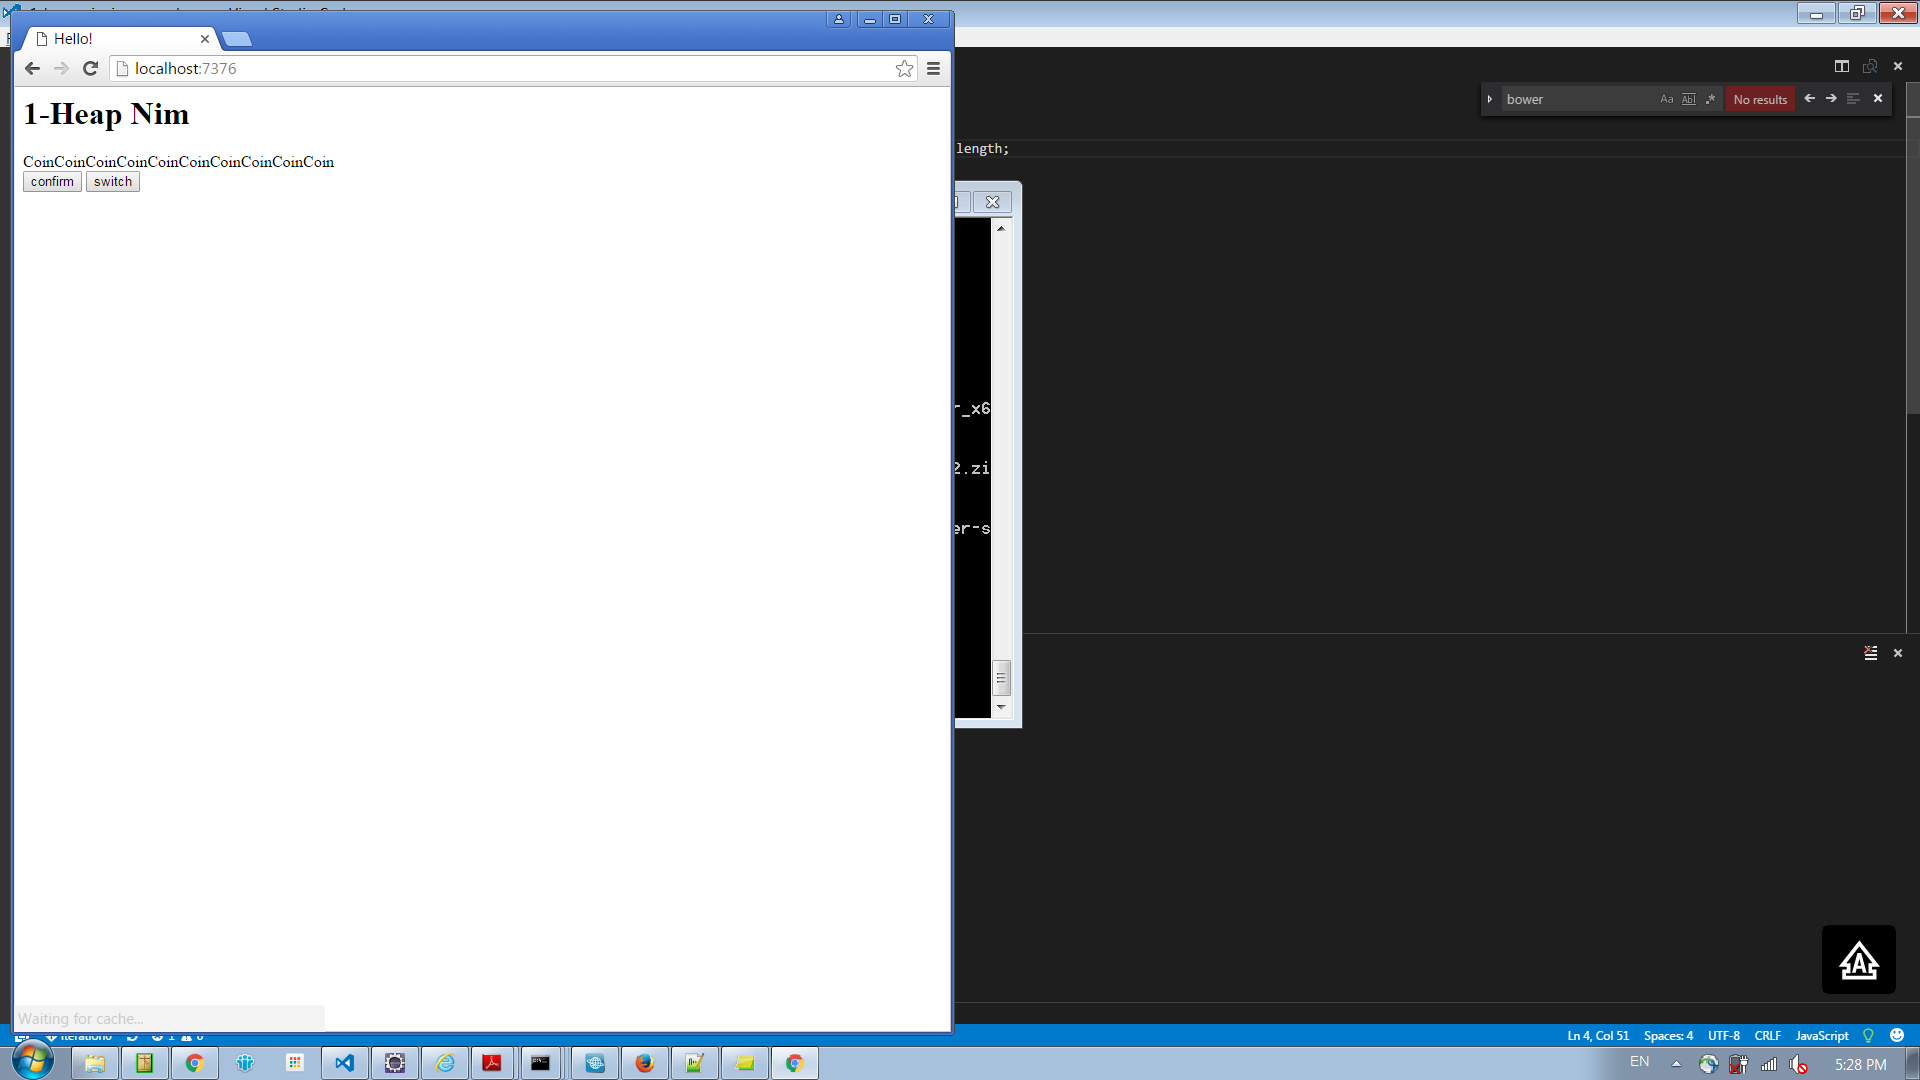 Hello!
localhost:7376
1-Heap Nim
CoinCoinCoinCoinCoinCoinCoinCoinCoinCoin
confirm switch
Waiting for cache...
bower
Aa Abl .* No results
length;
r_x6
2.zi
er-s
Ln 4, Col 51 Spaces: 4 UTF-8 CRLF JavaScript
EN 5:28 PM
A